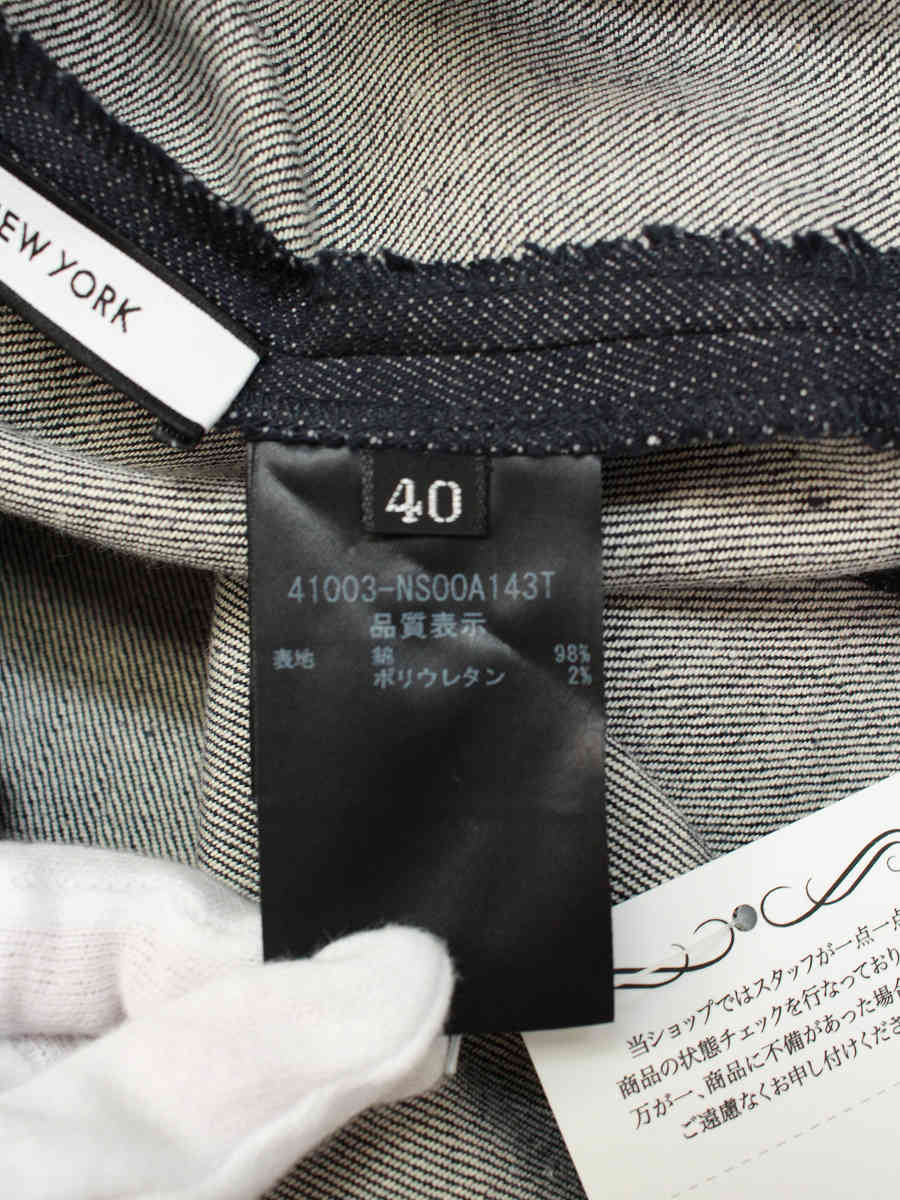 NEW YORK
40
41003-NS00A143T
品質表示
表地 綿 98%
ポリウレタン 2%
当ショップではスタッフが一点一点
商品の状態チェックを行なっており
万が一、商品に不備があった場合
ご遠慮なくお申し付けくださ